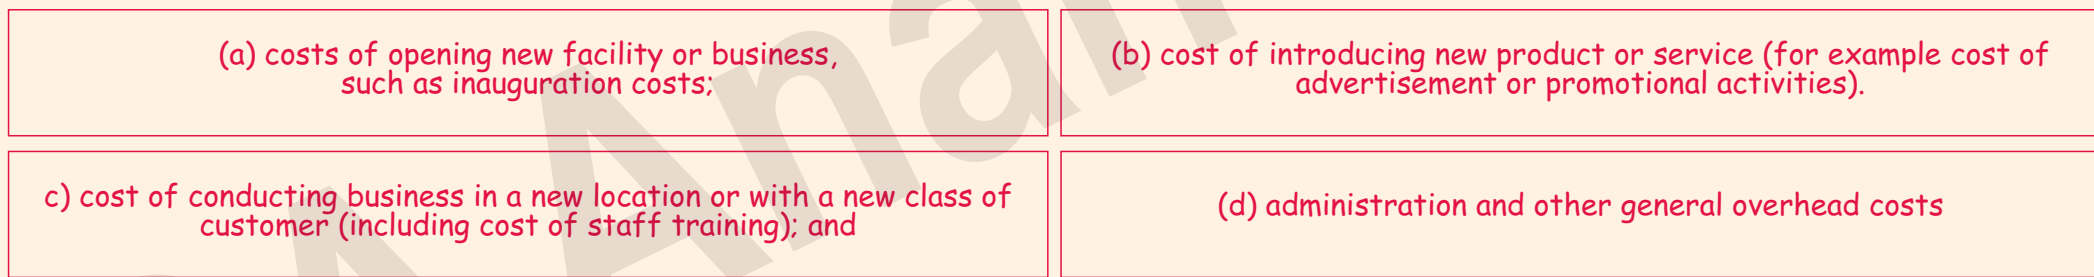 (a) costs of opening new facility or business,
such as inauguration costs;
(b) cost of introducing new product or service (for example cost of
advertisement or promotional activities).
c) cost of conducting business in a new location or with a new class of
customer (including cost of staff training); and
(d) administration and other general overhead costs